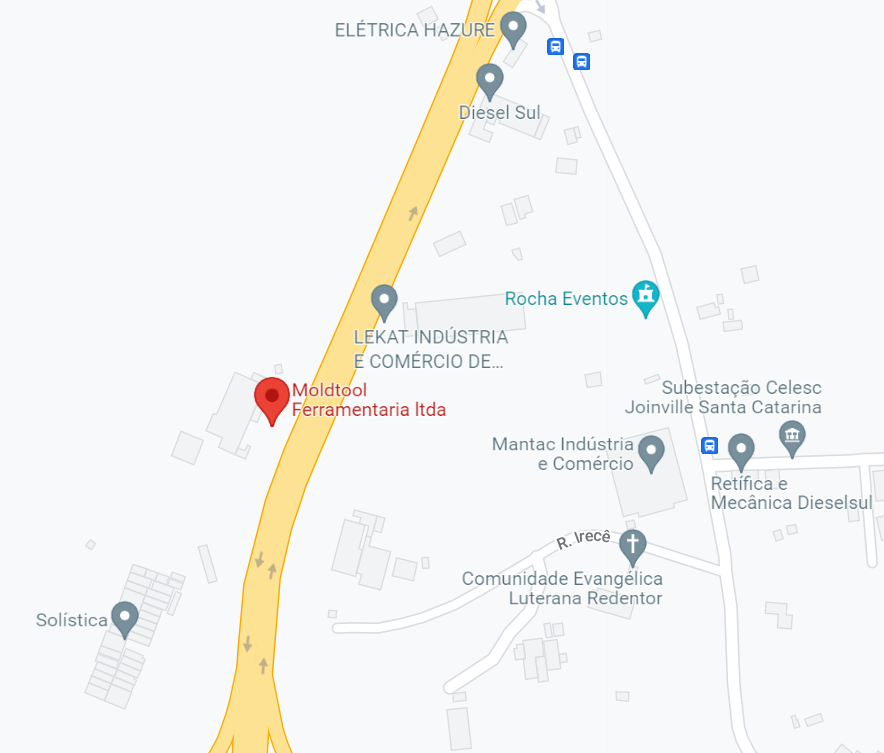 ELÉTRICA HAZURE
Diesel Sul
Rocha Eventos
LEKAT INDÚSTRIA
E COMÉRCIO DE...
Moldtool
Ferramentaria ltda
Subestação Celesc
Joinville Santa Catarina
Mantac Indústria
e Comércio
Retífica e
Mecânica Dieselsul
R. Irecê
Comunidade Evangélica
Luterana Redentor
Solística